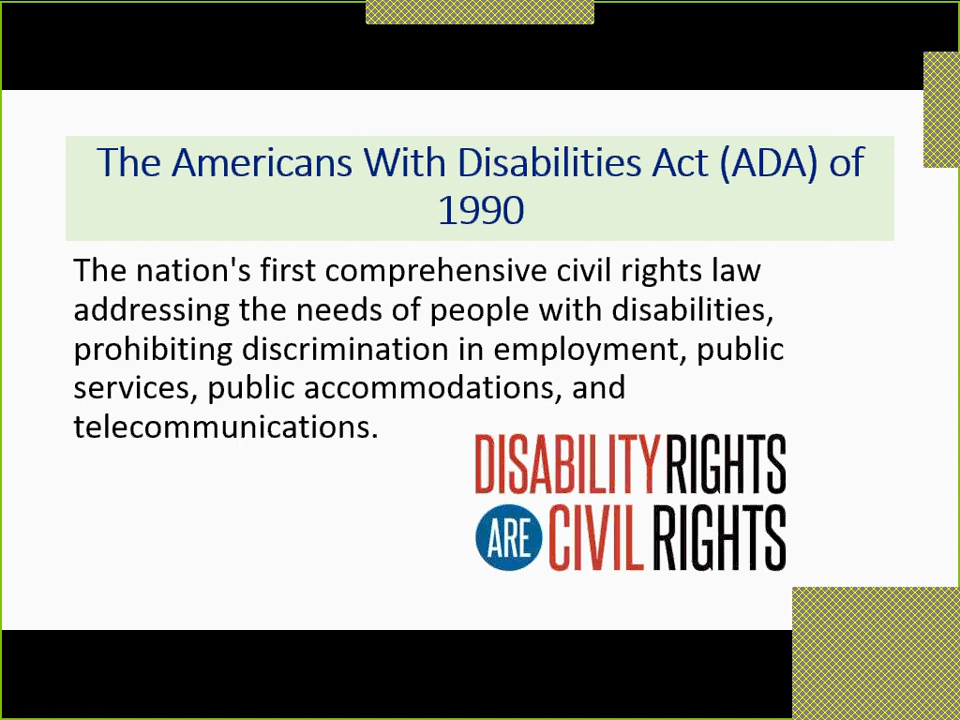 The Americans With Disabilities Act (ADA) of
1990
The nation's first comprehensive civil rights law
addressing the needs of people with disabilities,
prohibiting discrimination in employment, public
services, public accommodations, and
telecommunications.
DISABILITY RIGHTS
ARE CIVIL RIGHTS